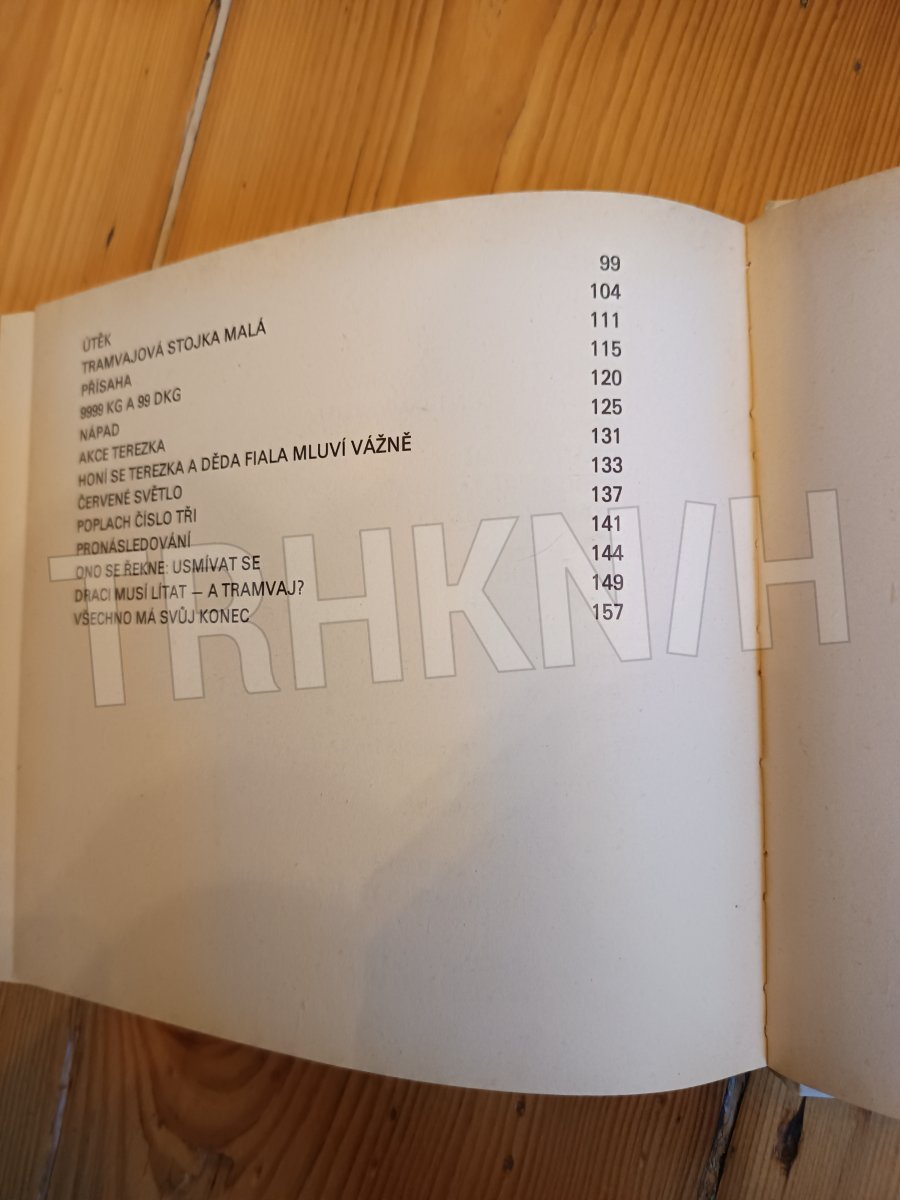 ÚTĚK 99
TRAMVAJOVÁ STOJKA MALÁ 104
PŘÍSAHA 111
9999 KG A 99 DKG 115
NÁPAD 120
AKCE TEREZKA 125
HONÍ SE TEREZKA A DĚDA FIALA MLUVÍ VÁŽNĚ 131
ČERVENÉ SVĚTLO 133
POPLACH ČÍSLO TŘI 137
PRONÁSLEDOVÁNÍ 141
ONO SE ŘEKNE: USMÍVAT SE 144
DRACI MUSÍ LÍTAT — A TRAMVAJ? 149
VŠECHNO MÁ SVŮJ KONEC 157
TRHKNIH